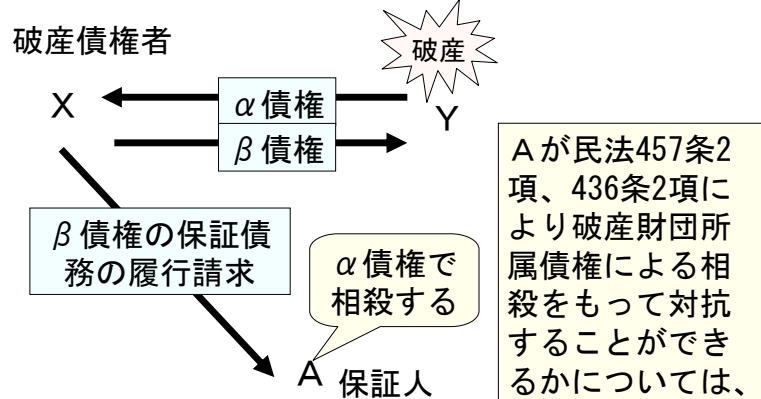 破産債権者
破産
X
α債権
Y
β債権
β債権の保証債
務の履行請求
α債権で
相殺する
A 保証人
Aが民法457条2
項、436条2項に
より破産財団所
属債権による相
殺をもって対抗
することができ
るかについては、